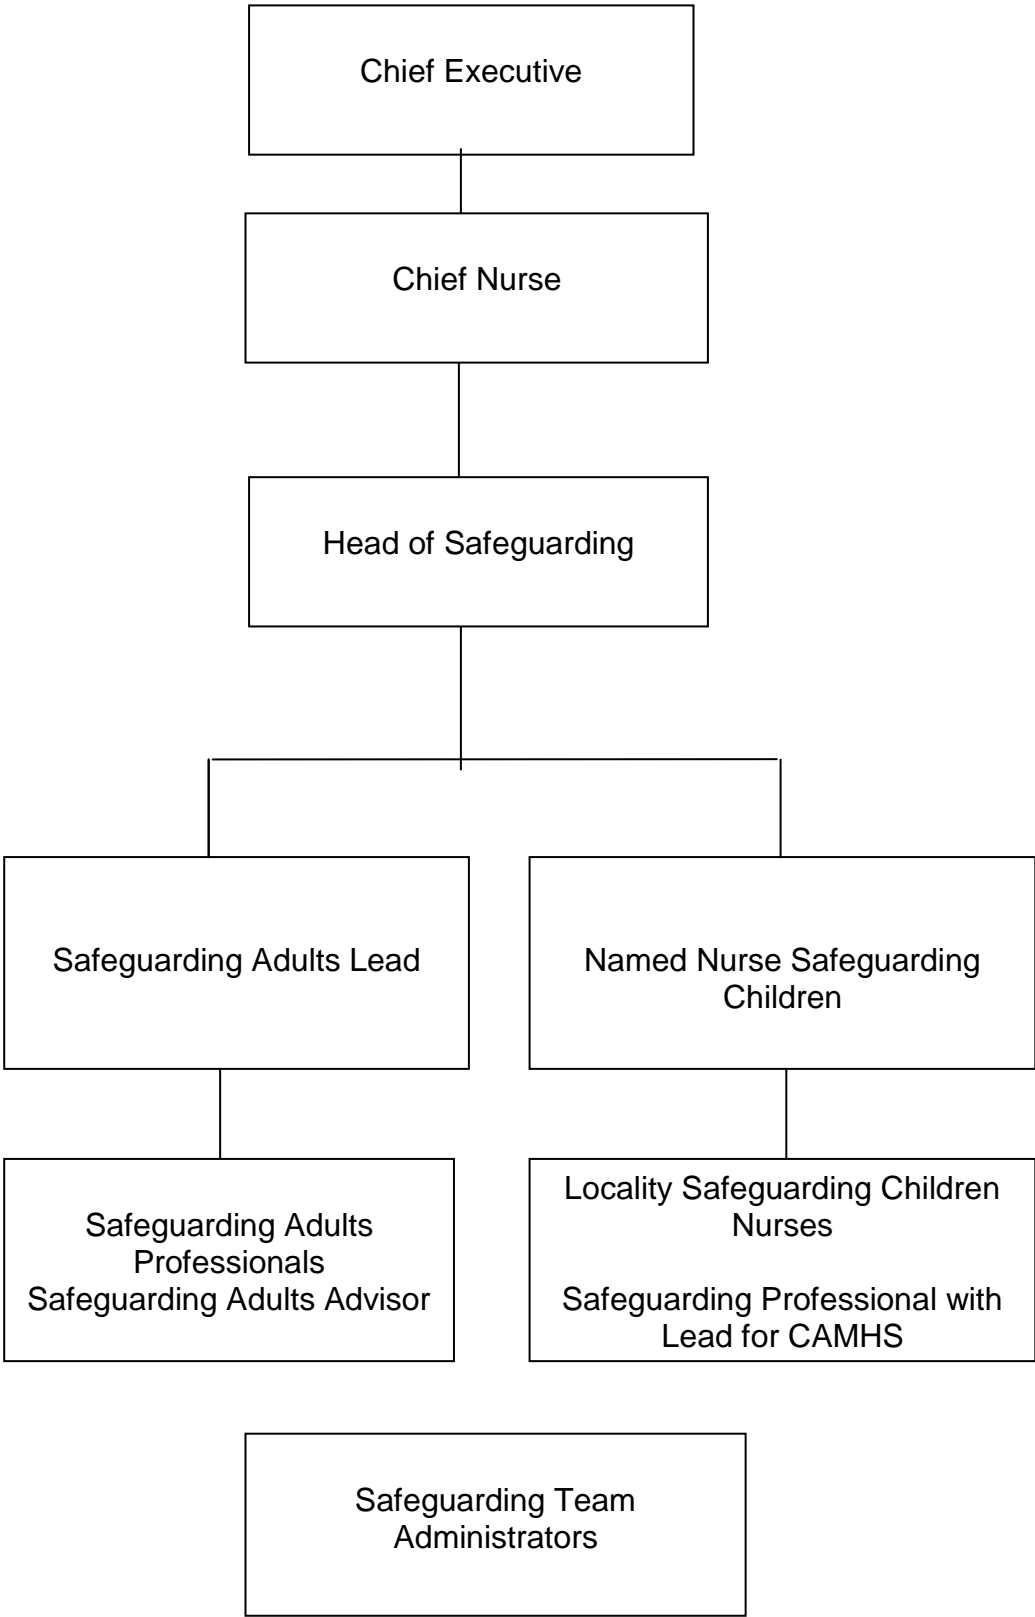 Chief Executive
Chief Nurse
Head of Safeguarding
Safeguarding Adults Lead
Named Nurse Safeguarding
Children
Safeguarding Adults
Professionals
Safeguarding Adults Advisor
Locality Safeguarding Children
Nurses
Safeguarding Professional with
Lead for CAMHS
Safeguarding Team
Administrators